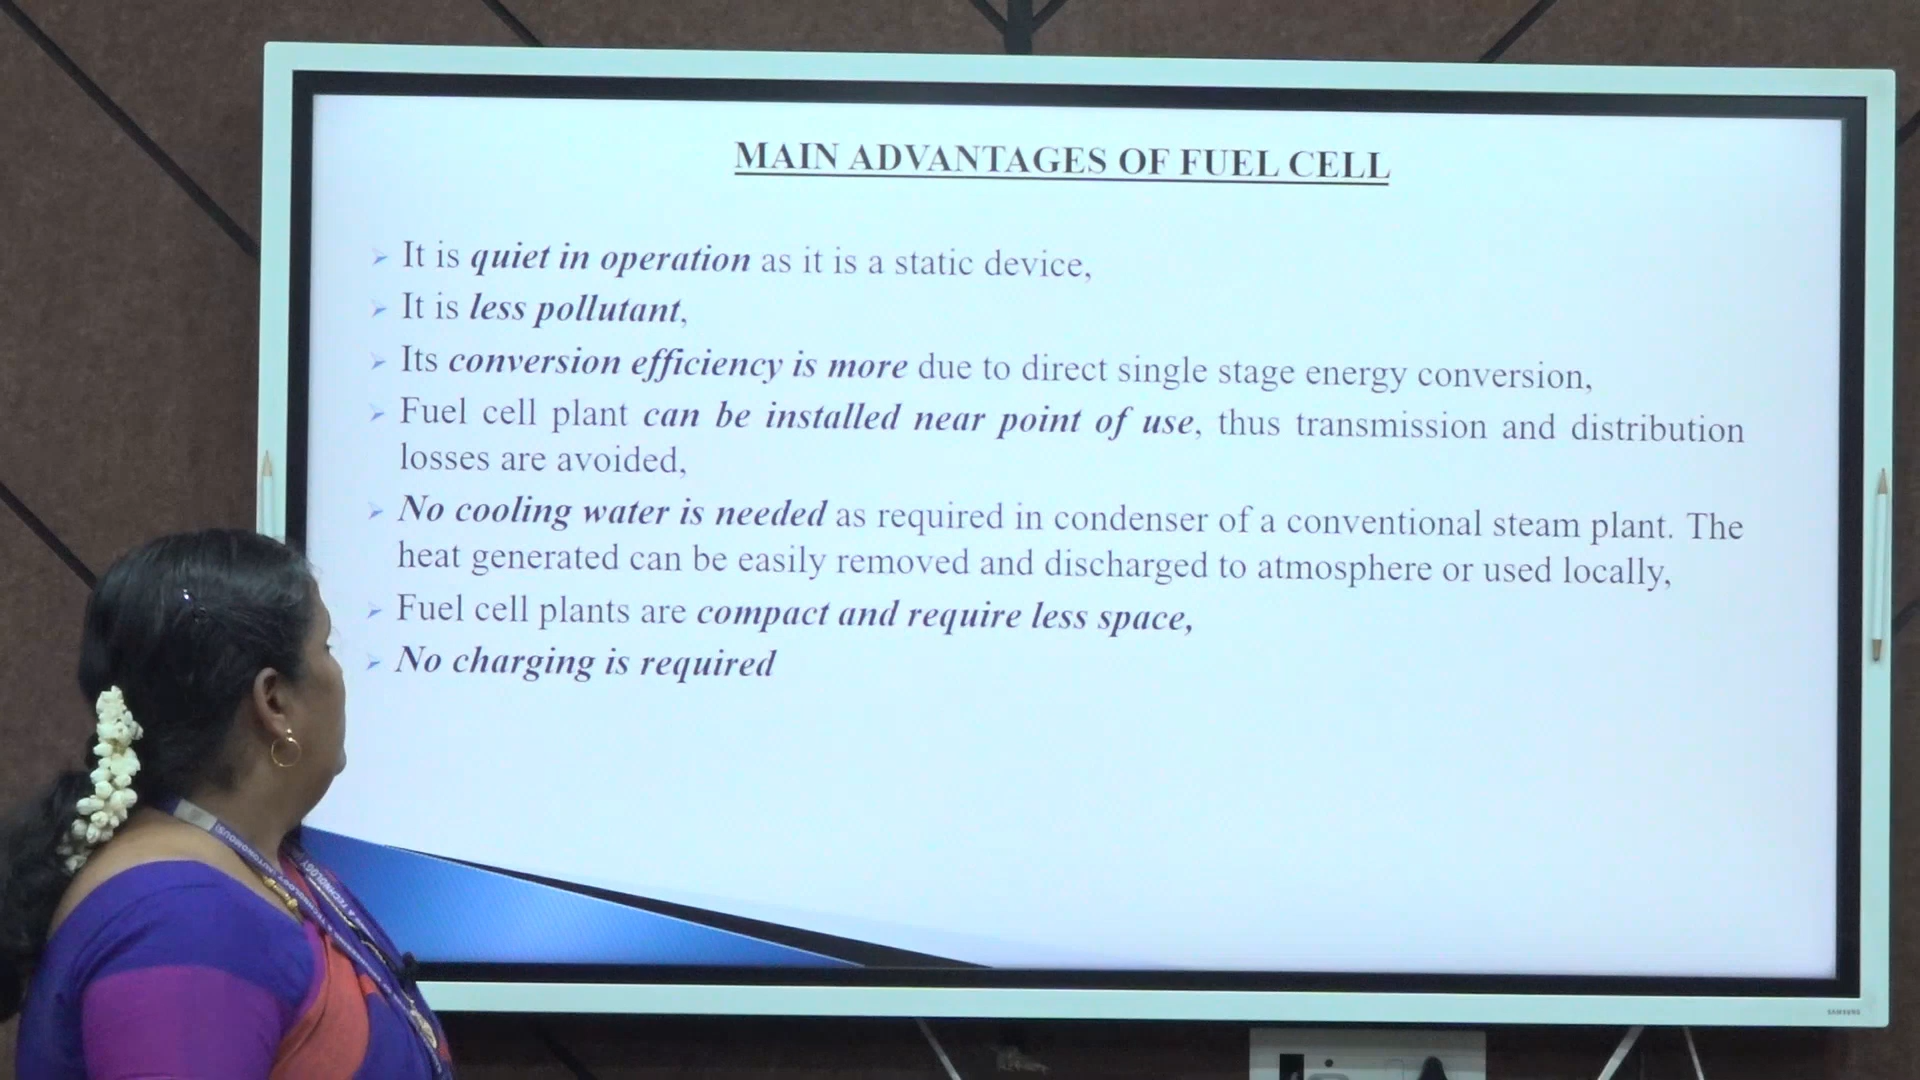 MAIN ADVANTAGES OF FUEL CELL
➢ It is quiet in operation as it is a static device,
➢ It is less pollutant,
➢ Its conversion efficiency is more due to direct single stage energy conversion,
➢ Fuel cell plant can be installed near point of use, thus transmission and distribution
losses are avoided,
➢ No cooling water is needed as required in condenser of a conventional steam plant. The
heat generated can be easily removed and discharged to atmosphere or used locally,
➢ Fuel cell plants are compact and require less space,
➢ No charging is required
SAMSUNG
& TECHNOLOGY (AUTONOMOUS)
& TECHNOLOGY